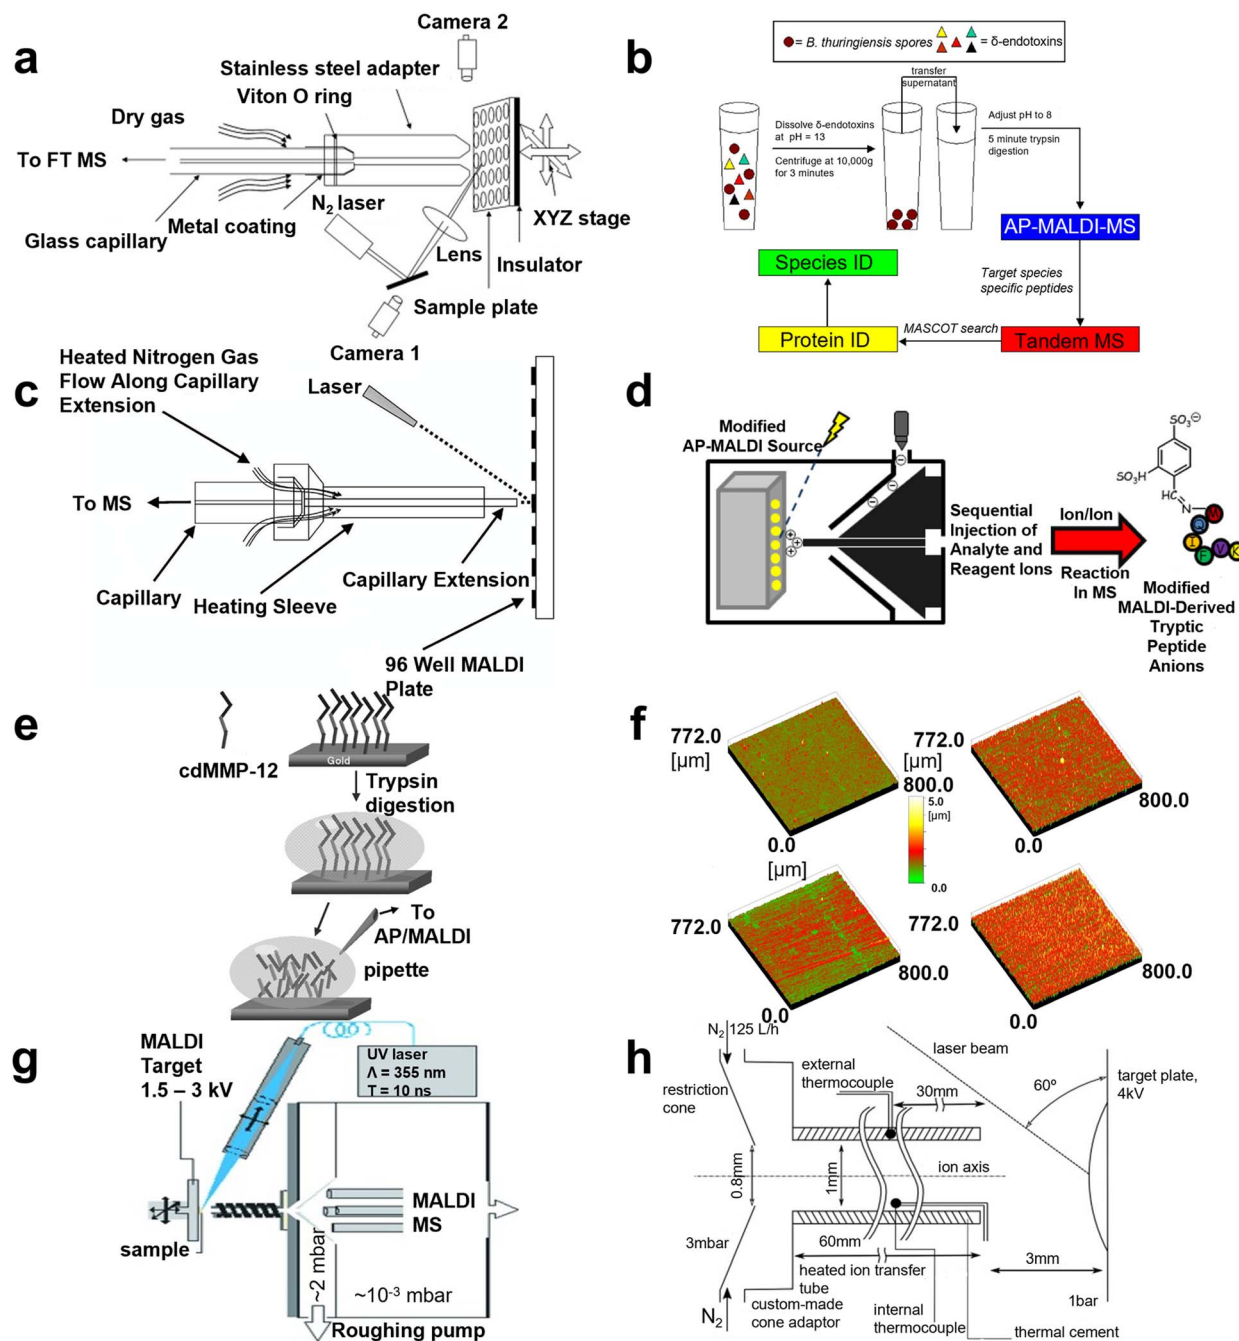 a
Camera 2
Stainless steel adapter
Viton O ring
Dry gas
To FT MS
N2 laser
XYZ stage
Metal coating
Glass capillary
Lens
Insulator
Sample plate
Camera 1
b
= B. thuringiensis spores
= δ-endotoxins
transfer
supernatant
Dissolve δ-endotoxins
at pH = 13
Centrifuge at 10,000g
for 3 minutes
Adjust pH to 8
5 minute trypsin
digestion
AP-MALDI-MS
Species ID
Target species
specific peptides
MASCOT search
Protein ID
Tandem MS
c
Heated Nitrogen Gas
Flow Along Capillary
Extension
Laser
To MS
Capillary Extension
Capillary
Heating Sleeve
96 Well MALDI
Plate
d
Modified
AP-MALDI Source
Sequential
Injection of
Analyte and
Reagent Ions
Ion/Ion
Reaction
In MS
SO3⊖
SO3H
HC
N
W
Q
I
F
V
K
Modified
MALDI-Derived
Tryptic
Peptide
Anions
e
cdMMP-12
Gold
Trypsin
digestion
To
AP/MALDI
pipette
f
772.0
[µm]
800.0
0.0
[µm]
5.0
[µm]
0.0
772.0
[µm]
800.0
0.0
772.0
800.0
0.0
772.0
800.0
0.0
g
MALDI
Target
1.5 – 3 kV
UV laser
Λ = 355 nm
T = 10 ns
MALDI
MS
sample
~2 mbar
~10-3 mbar
Roughing pump
h
N2 125 L/h
restriction
cone
external
thermocouple
laser beam
30mm
60º
target plate,
4kV
0.8mm
1mm
ion axis
3mbar
60mm
heated ion transfer
tube
3mm
N2
custom-made
cone adaptor
internal
thermocouple
1bar
thermal cement